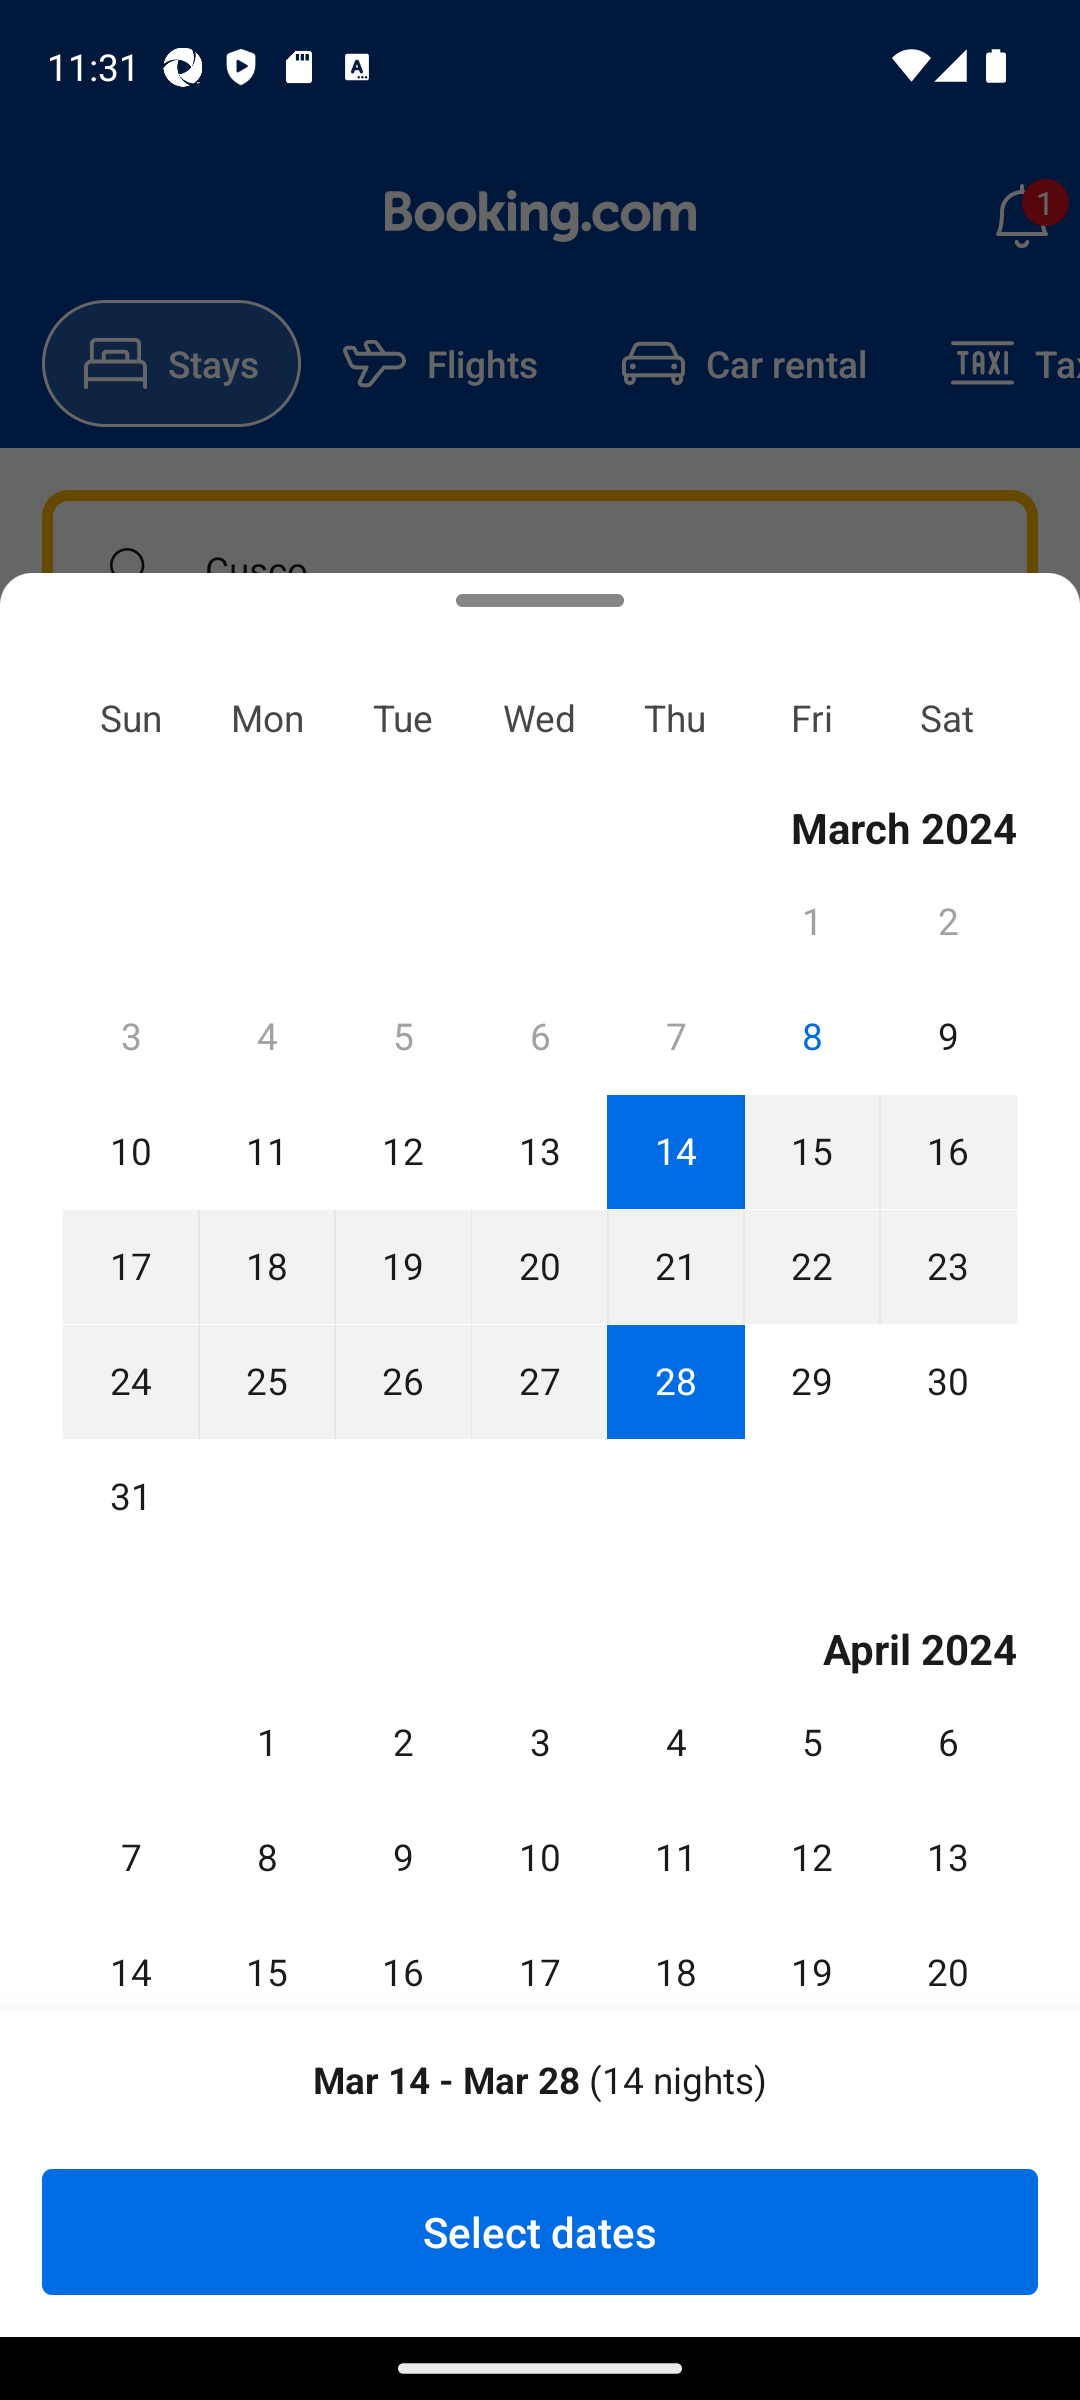 11:31
Booking.com
1
Stays Flights Car rental TAXI Tax
Cusco
Sun Mon Tue Wed Thu Fri Sat
March 2024
1 2
3 4 5 6 7 8 9
10 11 12 13 14 15 16
17 18 19 20 21 22 23
24 25 26 27 28 29 30
31
April 2024
1 2 3 4 5 6
7 8 9 10 11 12 13
14 15 16 17 18 19 20
Mar 14 - Mar 28 (14 nights)
Select dates